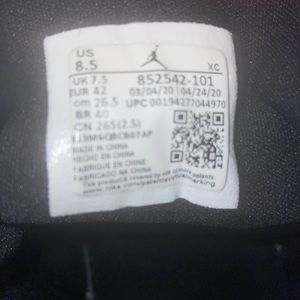 US
8.5 XC
UK 7.5 852542-101
EUR 42 03/04/20 04/24/20
cm 26.5 UPC 00194277044970
BR 40
CN 265(2.5)
MADE IN CHINA
HECHO EN CHINA
FABRIQUE EN CHINE
FABRICADO NA CHINA